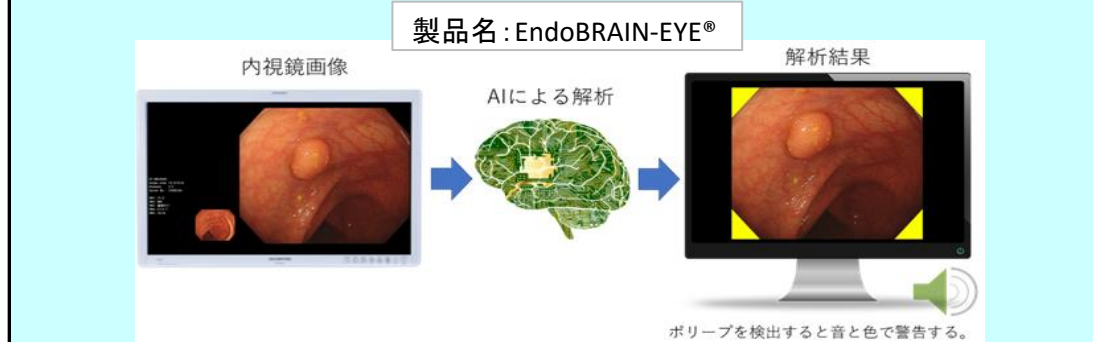 製品名：EndoBRAIN-EYE®
内視鏡画像
AIによる解析
解析結果
ポリープを検出すると音と色で警告する。